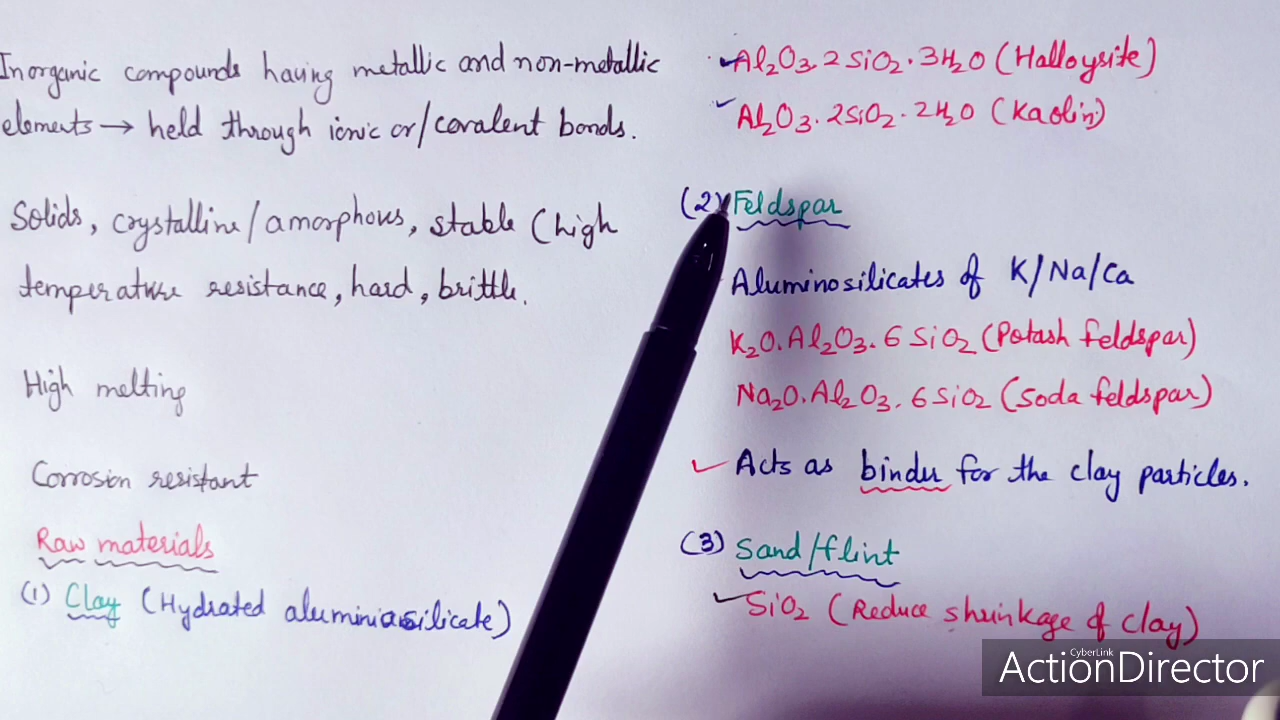 Inorganic compounds having metallic and non-metallic
elements → held through ionic or/covalent bonds.
Solids, crystalline/amorphous, stable (high
temperature resistance, hard, brittle.
High melting
Corrosion resistant
Raw materials
(1) Clay (Hydrated aluminiasilicate)
Al₂O₃ 2SiO₂·3H₂O (Halloysite)
Al₂O₃·2SiO₂·2H₂O (Kaolin)
(2) Feldspar
Aluminosilicates of K/Na/Ca
K₂O.Al₂O₃.6SiO₂ (Potash feldspar)
Na₂O.Al₂O₃.6SiO₂ (Soda feldspar)
Acts as binder for the clay particles.
(3) Sand/flint
SiO₂ (Reduce shrinkage of clay)
CyberLink
ActionDirector